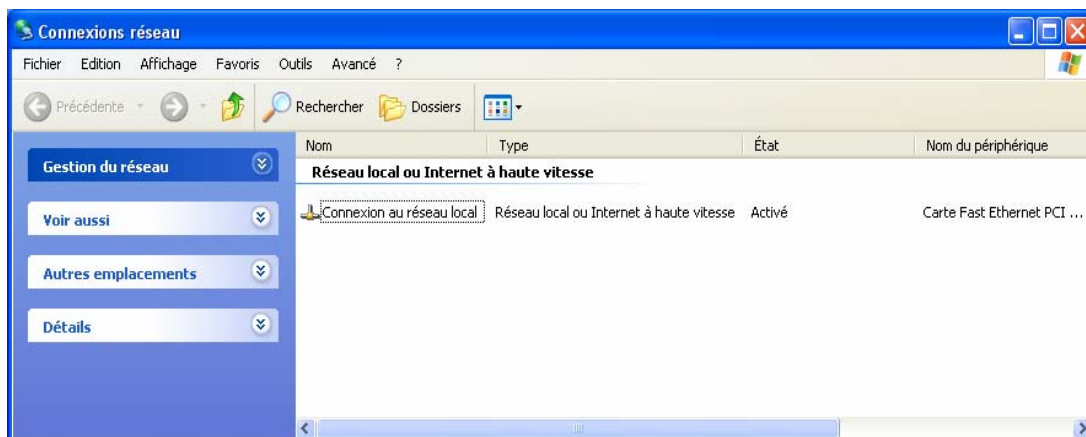 Connexions réseau
Fichier Edition Affichage Favoris Outils Avancé ?
Précédente Rechercher Dossiers
Nom Type État Nom du périphérique
Gestion du réseau
Réseau local ou Internet à haute vitesse
Connexion au réseau local Réseau local ou Internet à haute vitesse Activé Carte Fast Ethernet PCI ...
Voir aussi
Autres emplacements
Détails